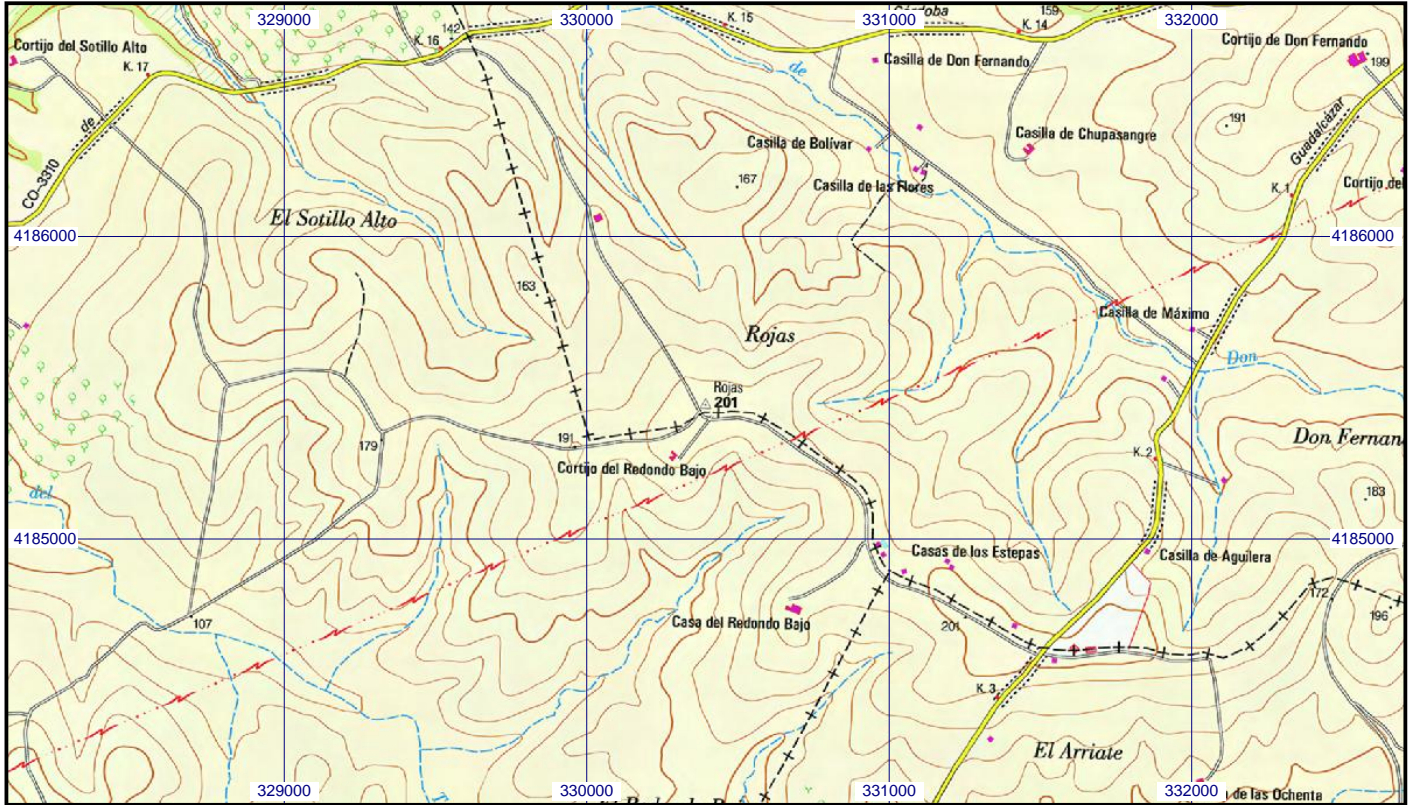 329000
330000
331000
332000
142
K. 16
K. 15
159
K. 14
Cortijo del Sotillo Alto
K. 17
de
Casilla de Don Fernando
Cortijo de Don Fernando
199
de
191
Guadalcázar
Casilla de Chupasangre
Casilla de Bolívar
167
Casilla de las Flores
CO-3310
K. 1
Cortijo del
El Sotillo Alto
4186000
4186000
163
Casilla de Máximo
Rojas
Don
Rojas
201
179
191
Don Fernan
K. 2
Cortijo del Redondo Bajo
del
183
4185000
4185000
Casas de los Estepas
Casilla de Aguilera
172
196
107
Casa del Redondo Bajo
201
K. 3
El Arriate
329000
330000
331000
332000
de las Ochenta